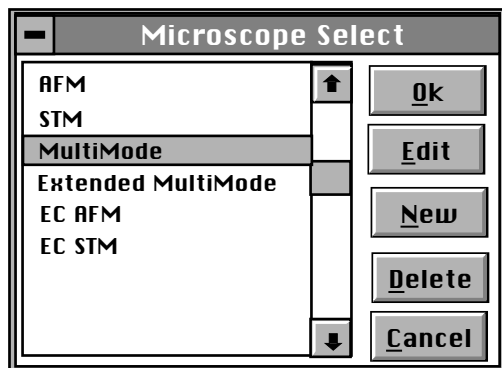 Microscope Select
AFM
STM
MultiMode
Extended MultiMode
EC AFM
EC STM
Ok
Edit
New
Delete
Cancel